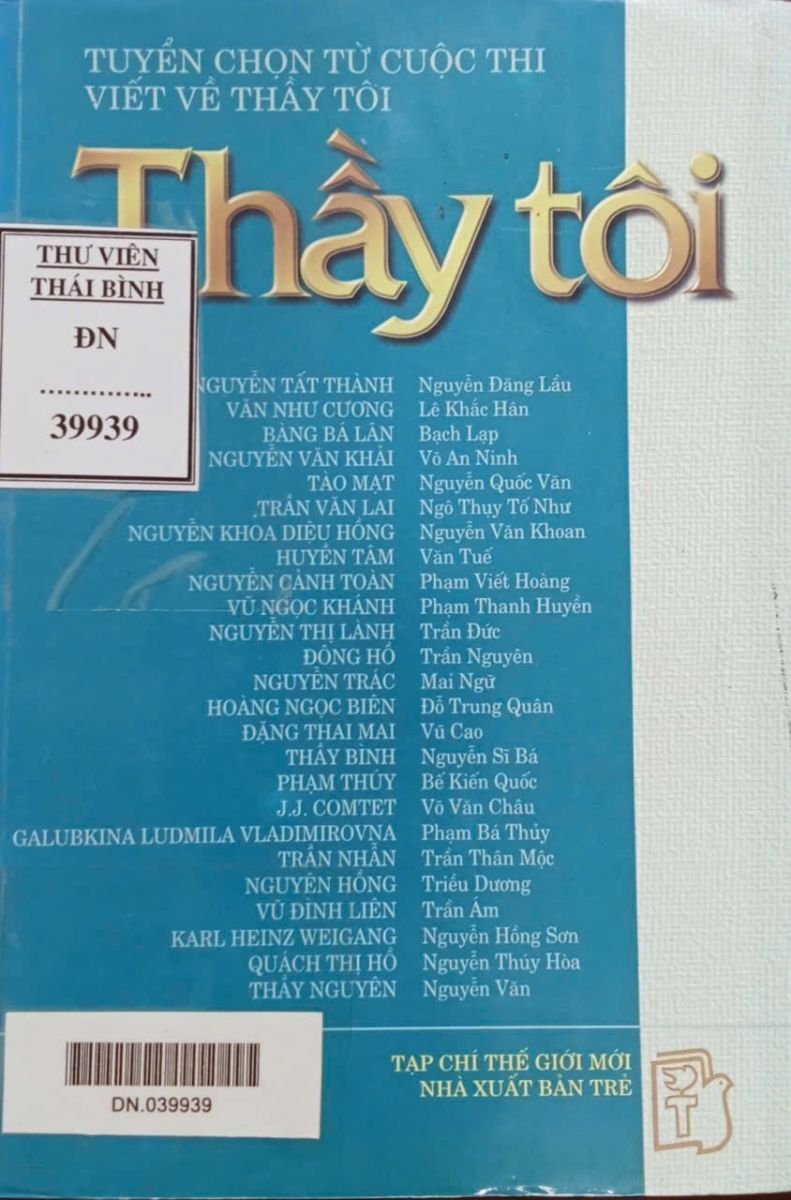 TUYỂN CHỌN TỪ CUỘC THI
VIẾT VỀ THẦY TÔI
Thầy tôi
THƯ VIÊN
THÁI BÌNH
ĐN
..............
39939
NGUYỄN TẤT THÀNH Nguyễn Đăng Lầu
VĂN NHƯ CƯƠNG Lê Khắc Hân
BÀNG BÁ LÂN Bạch Lạp
NGUYỄN VĂN KHẢI Võ An Ninh
TÀO MẠT Nguyễn Quốc Văn
TRẦN VĂN LAI Ngô Thụy Tố Như
NGUYỄN KHOA DIỆU HỒNG Nguyễn Văn Khoan
HUYỀN TÂM Văn Tuế
NGUYỄN CẢNH TOÀN Phạm Viết Hoàng
VŨ NGỌC KHÁNH Phạm Thanh Huyền
NGUYỄN THỊ LÀNH Trần Đức
ĐÔNG HỒ Trần Nguyên
NGUYỄN TRÁC Mai Ngữ
HOÀNG NGỌC BIÊN Đỗ Trung Quân
ĐẶNG THAI MAI Vũ Cao
THẦY BÌNH Nguyễn Sĩ Bá
PHẠM THÚY Bế Kiến Quốc
J.J. COMTET Võ Văn Châu
GALUBKINA LUDMILA VLADIMIROVNA Phạm Bá Thủy
TRẦN NHẪN Trần Thân Mộc
NGUYÊN HỒNG Triều Dương
VŨ ĐÌNH LIÊN Trần Ám
KARL HEINZ WEIGANG Nguyễn Hồng Sơn
QUÁCH THỊ HỒ Nguyễn Thúy Hòa
THẦY NGUYÊN Nguyễn Văn
TẠP CHÍ THẾ GIỚI MỚI
NHÀ XUẤT BẢN TRẺ
T
DN.039939